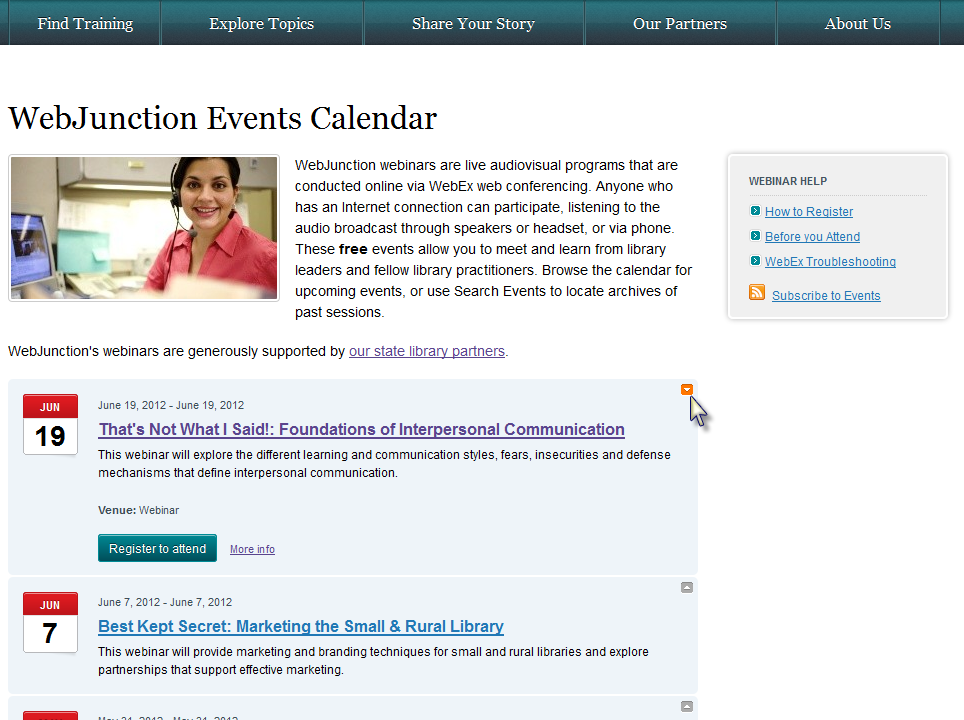 Find Training Explore Topics Share Your Story Our Partners About Us
WebJunction Events Calendar
WebJunction webinars are live audiovisual programs that are
conducted online via WebEx web conferencing. Anyone who
has an Internet connection can participate, listening to the
audio broadcast through speakers or headset, or via phone.
These free events allow you to meet and learn from library
leaders and fellow library practitioners. Browse the calendar for
upcoming events, or use Search Events to locate archives of
past sessions.
WEBINAR HELP
How to Register
Before you Attend
WebEx Troubleshooting
Subscribe to Events
WebJunction's webinars are generously supported by our state library partners.
JUN
19
June 19, 2012 - June 19, 2012
That's Not What I Said!: Foundations of Interpersonal Communication
This webinar will explore the different learning and communication styles, fears, insecurities and defense
mechanisms that define interpersonal communication.
Venue: Webinar
Register to attend More info
JUN
7
June 7, 2012 - June 7, 2012
Best Kept Secret: Marketing the Small & Rural Library
This webinar will provide marketing and branding techniques for small and rural libraries and explore
partnerships that support effective marketing.